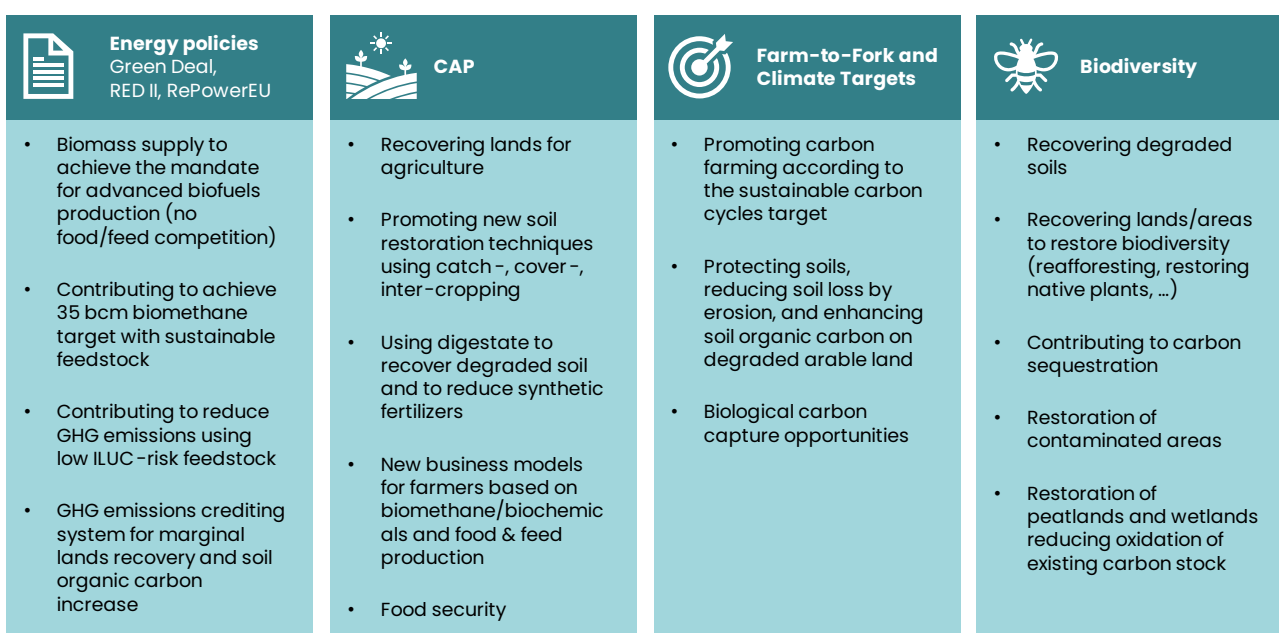 Energy policies
Green Deal,
RED II, RePowerEU
• Biomass supply to
achieve the mandate
for advanced biofuels
production (no
food/feed competition)
• Contributing to achieve
35 bcm biomethane
target with sustainable
feedstock
• Contributing to reduce
GHG emissions using
low ILUC-risk feedstock
• GHG emissions crediting
system for marginal
lands recovery and soil
organic carbon
increase
CAP
• Recovering lands for
agriculture
• Promoting new soil
restoration techniques
using catch-, cover-,
inter-cropping
• Using digestate to
recover degraded soil
and to reduce synthetic
fertilizers
• New business models
for farmers based on
biomethane/biochemic
als and food & feed
production
• Food security
Farm-to-Fork and
Climate Targets
• Promoting carbon
farming according to
the sustainable carbon
cycles target
• Protecting soils,
reducing soil loss by
erosion, and enhancing
soil organic carbon on
degraded arable land
• Biological carbon
capture opportunities
Biodiversity
• Recovering degraded
soils
• Recovering lands/areas
to restore biodiversity
(reafforesting, restoring
native plants, …)
• Contributing to carbon
sequestration
• Restoration of
contaminated areas
• Restoration of
peatlands and wetlands
reducing oxidation of
existing carbon stock